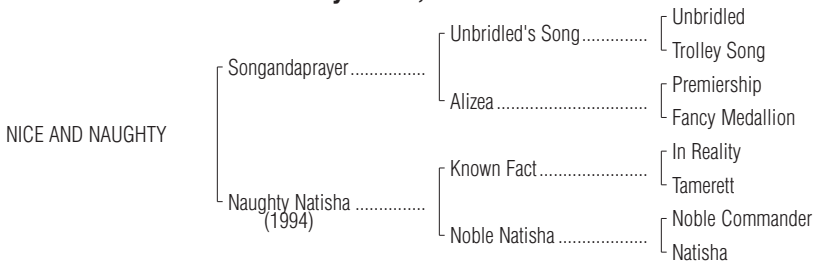 Unbridled
Unbridled's Song..............
Trolley Song
Songandaprayer................
Premiership
Alizea................................
Fancy Medallion
NICE AND NAUGHTY
In Reality
Known Fact.......................
Tamerett
Naughty Natisha ...............
(1994)
Noble Commander
Noble Natisha ...................
Natisha